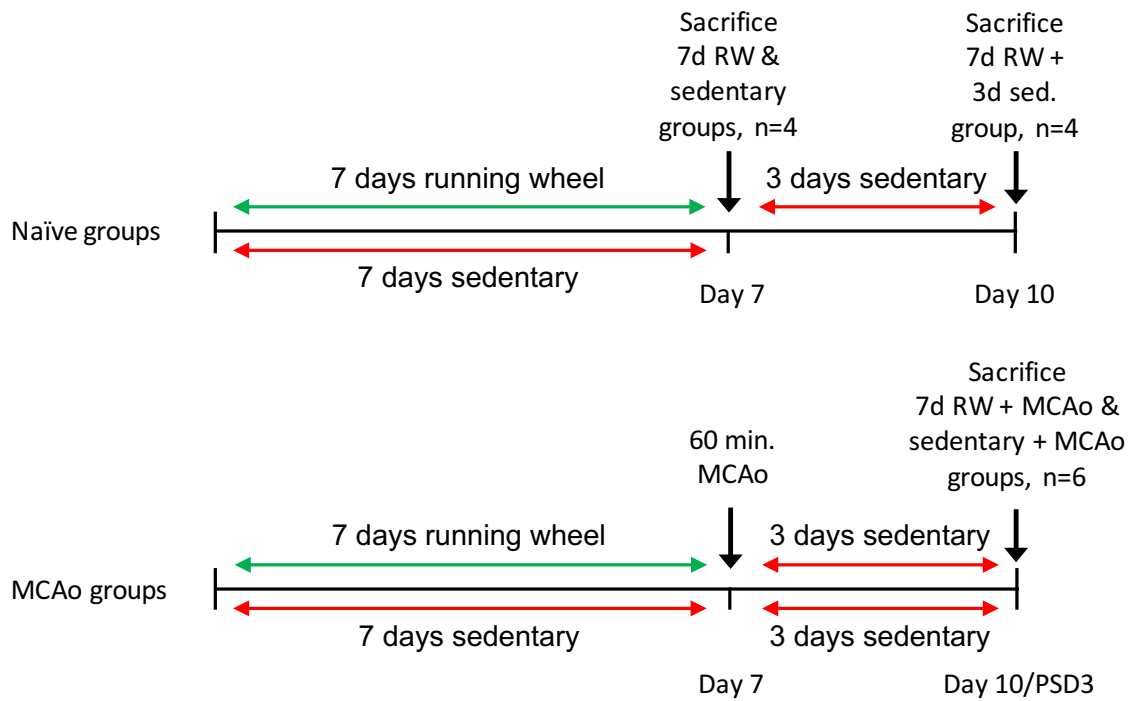 Sacrifice
7d RW &
sedentary
groups, n=4
Sacrifice
7d RW +
3d sed.
group, n=4
7 days running wheel
3 days sedentary
Naïve groups
7 days sedentary
Day 7
Day 10
Sacrifice
7d RW + MCAo &
sedentary + MCAo
groups, n=6
60 min.
MCAo
7 days running wheel
3 days sedentary
MCAo groups
7 days sedentary
3 days sedentary
Day 7
Day 10/PSD3